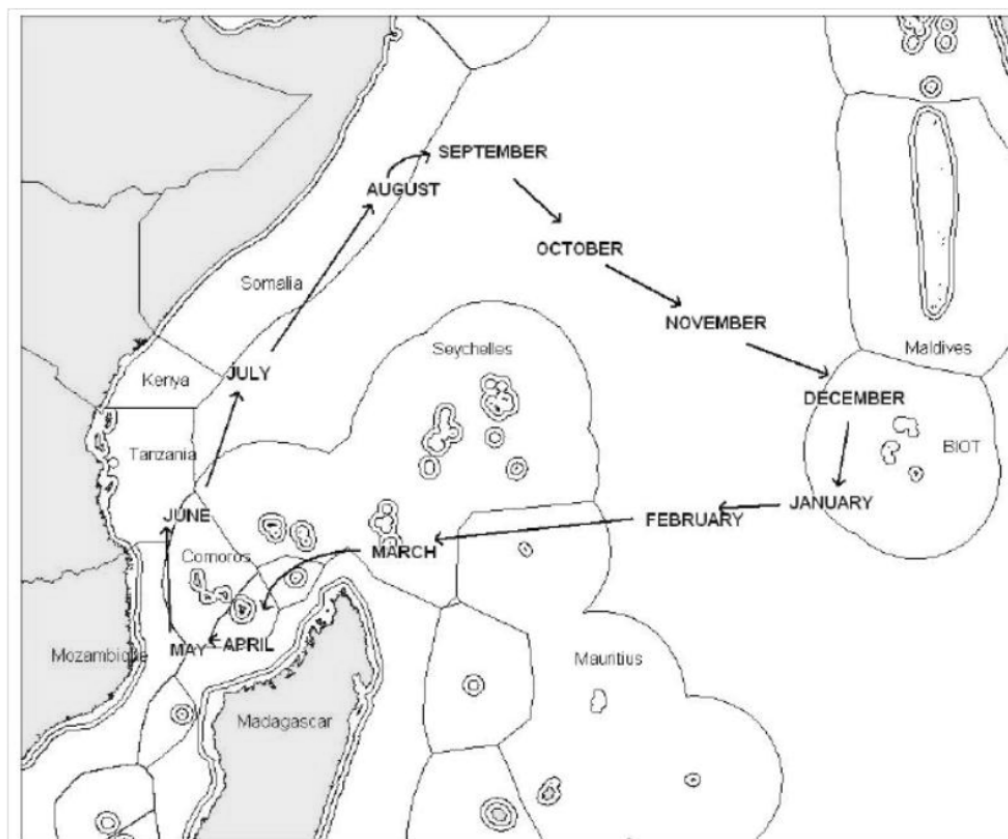 SEPTEMBER
AUGUST
OCTOBER
Somalia
NOVEMBER
Seychelles
Maldives
JULY
Kenya
DECEMBER
Tanzania
BIOT
JANUARY
JUNE
FEBRUARY
MARCH
Comoros
MAY
APRIL
Mozambique
Mauritius
Madagascar